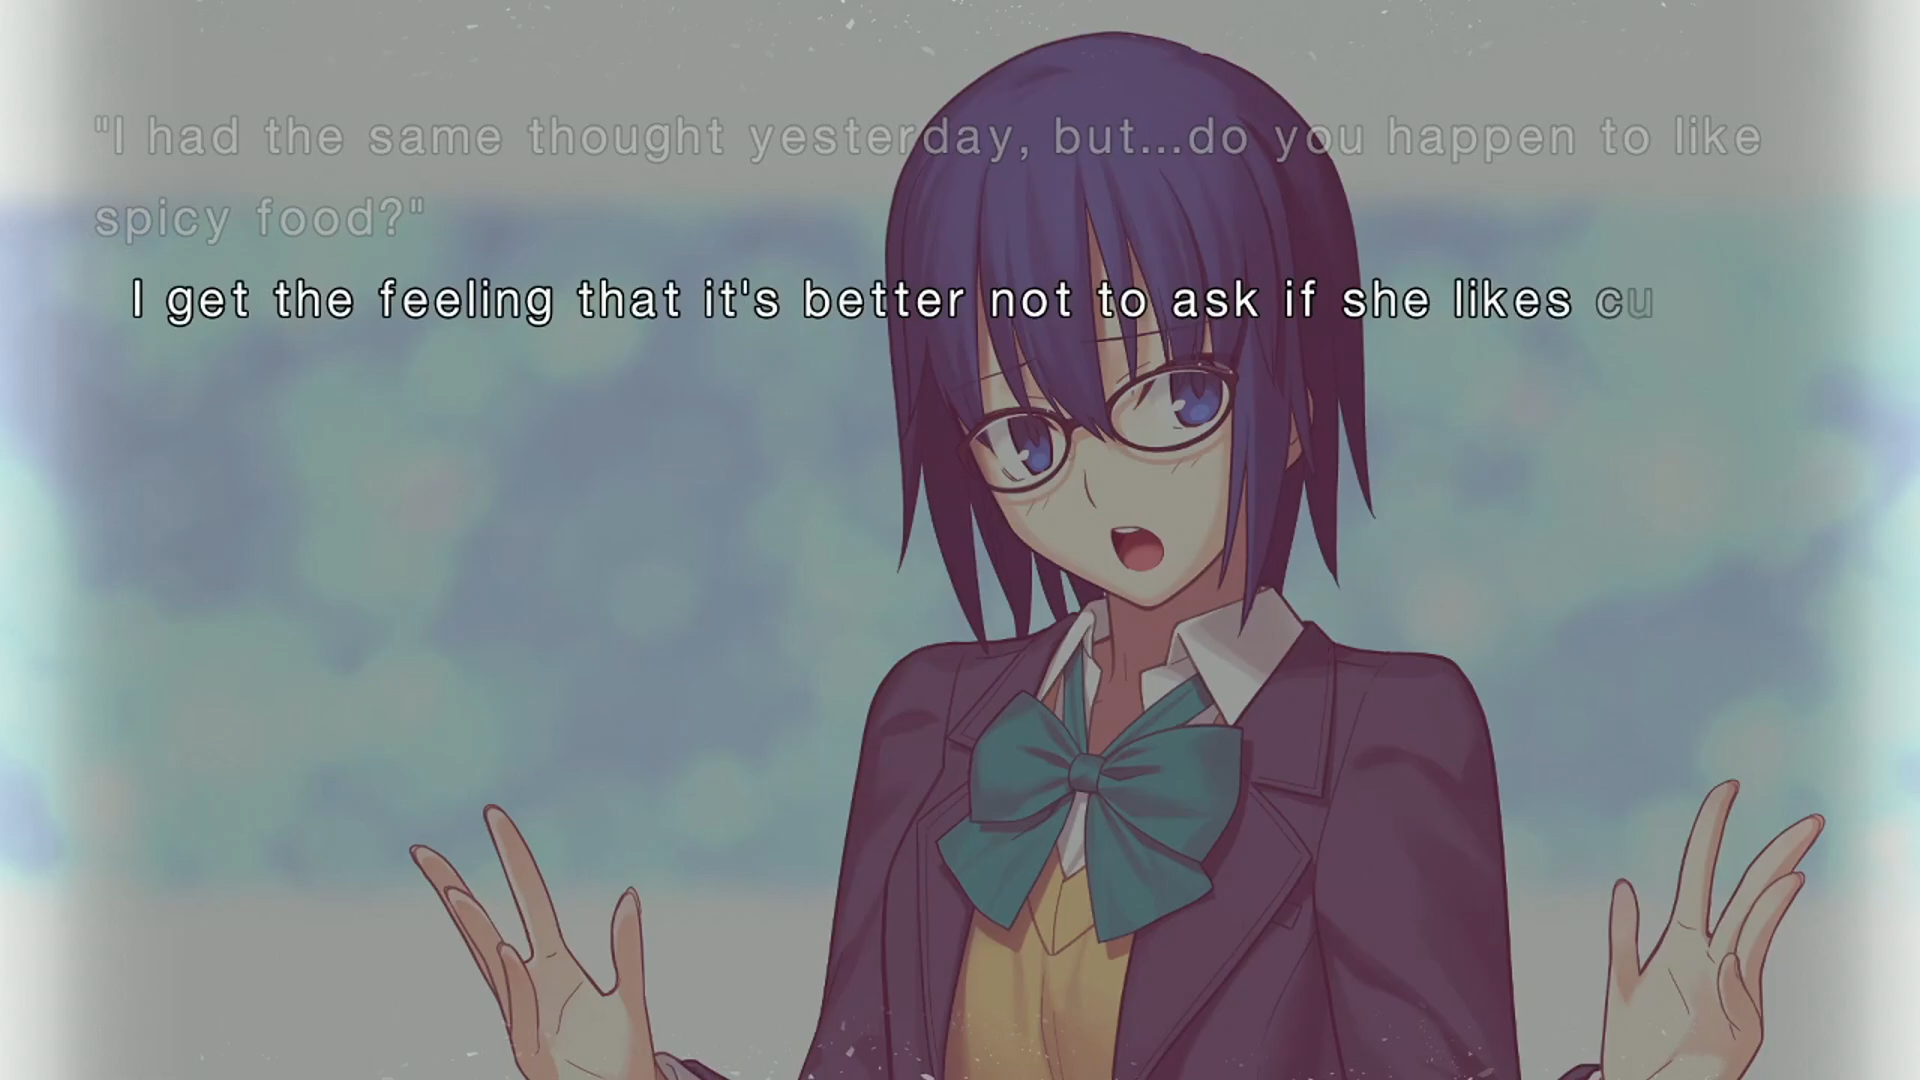 "I had the same thought yesterday, but...do you happen to like
spicy food?"
I get the feeling that it's better not to ask if she likes cu